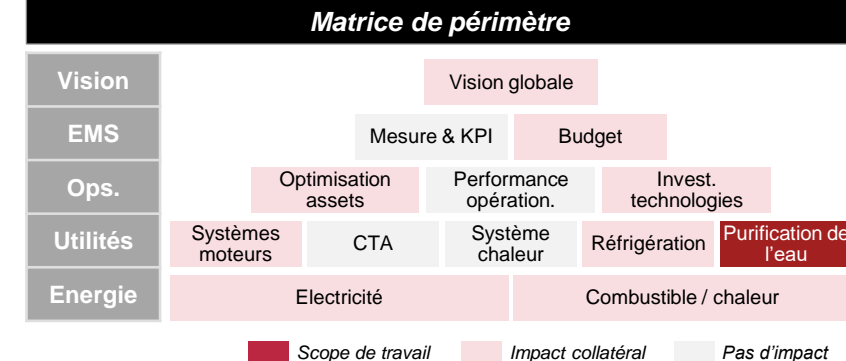 Matrice de périmètre
Vision
Vision globale
EMS
Mesure & KPI
Budget
Ops.
Optimisation
assets
Performance
opération.
Invest.
technologies
Utilités
Systèmes
moteurs
CTA
Système
chaleur
Réfrigération
Purification de
l'eau
Energie
Electricité
Combustible / chaleur
Scope de travail
Impact collatéral
Pas d'impact